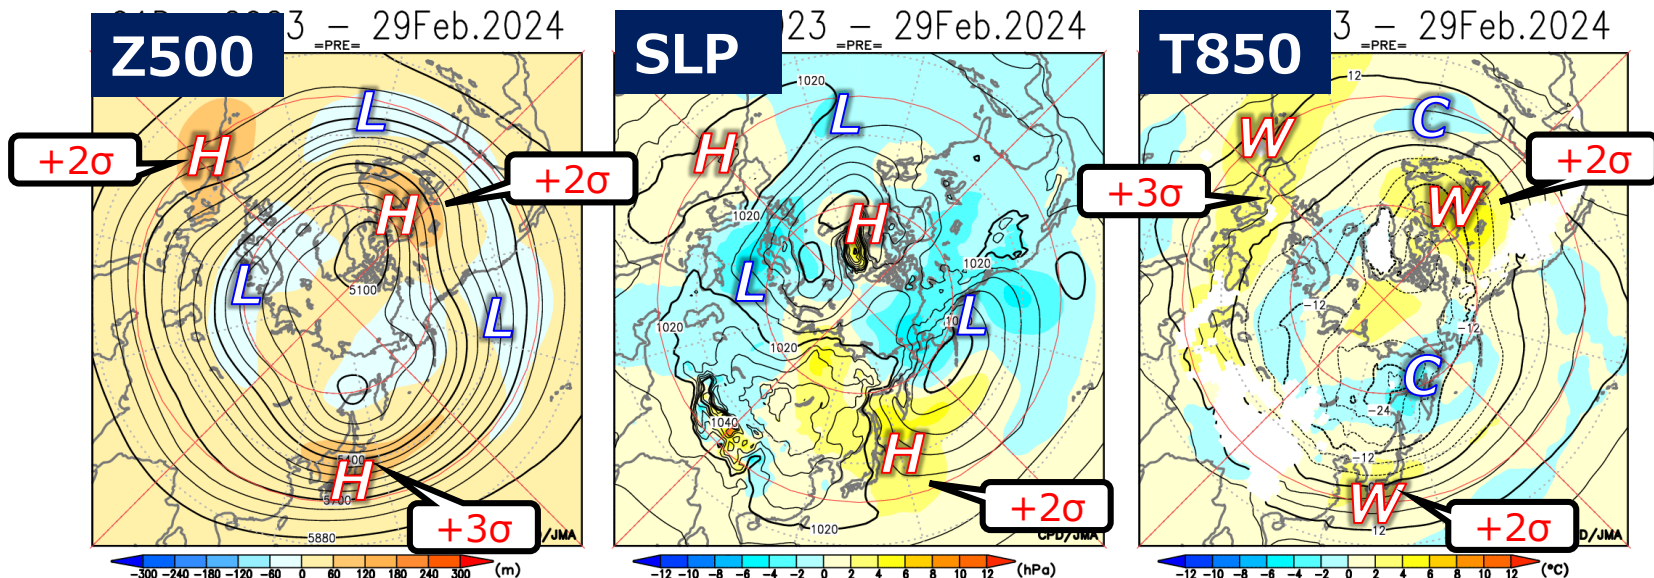 3 – 29Feb.2024
=PRE=
Z500
L
H
+2σ
+2σ
H
L
L
5100
5400
H
5700
+3σ
5880
/JMA
-300 -240 -180 -120 -60 0 60 120 180 240 300 (m)
023 – 29Feb.2024
=PRE=
SLP
1020
L
H
1020
H
L
1020
1020
L
10
1020
1040
H
+2σ
1020
CPD/JMA
-12 -10 -8 -6 -4 -2 0 2 4 6 8 10 12 (hPa)
3 – 29Feb.2024
=PRE=
T850
12
C
W
+2σ
+3σ
W
-12
-12
C
-24
-12
W
+2σ
12
D/JMA
-12 -10 -8 -6 -4 -2 0 2 4 6 8 10 12 (°C)